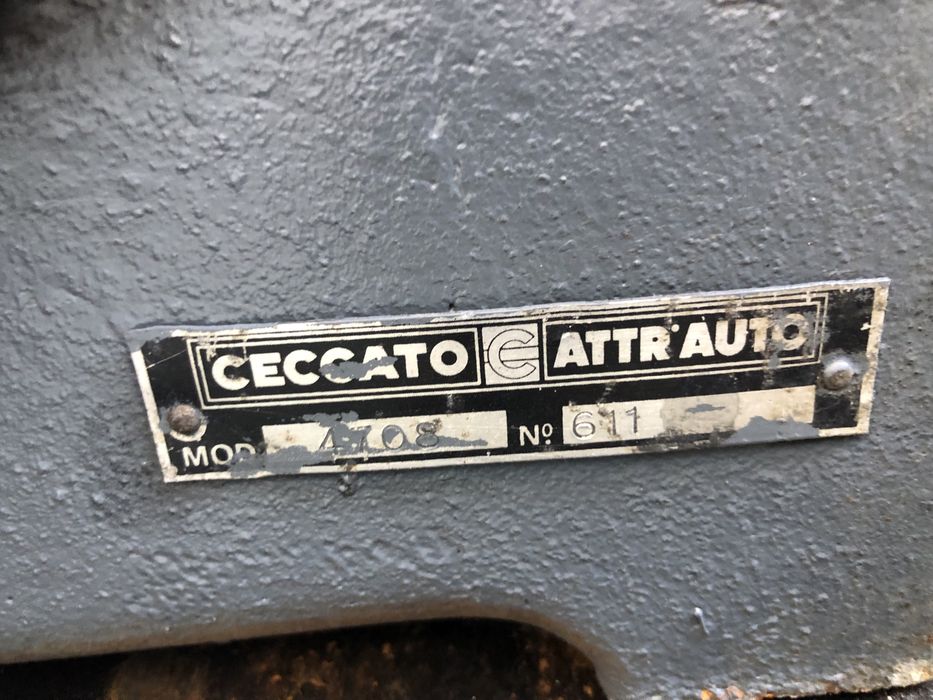 CECCATO ATTR. AUTO
MOD. 4708 Nº 611